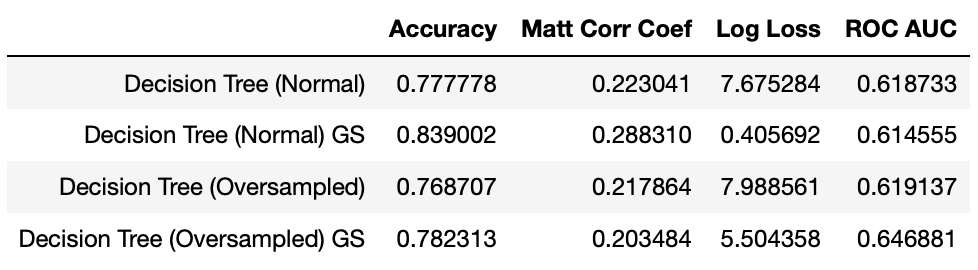 Accuracy Matt Corr Coef Log Loss ROC AUC
Decision Tree (Normal) 0.777778 0.223041 7.675284 0.618733
Decision Tree (Normal) GS 0.839002 0.288310 0.405692 0.614555
Decision Tree (Oversampled) 0.768707 0.217864 7.988561 0.619137
Decision Tree (Oversampled) GS 0.782313 0.203484 5.504358 0.646881